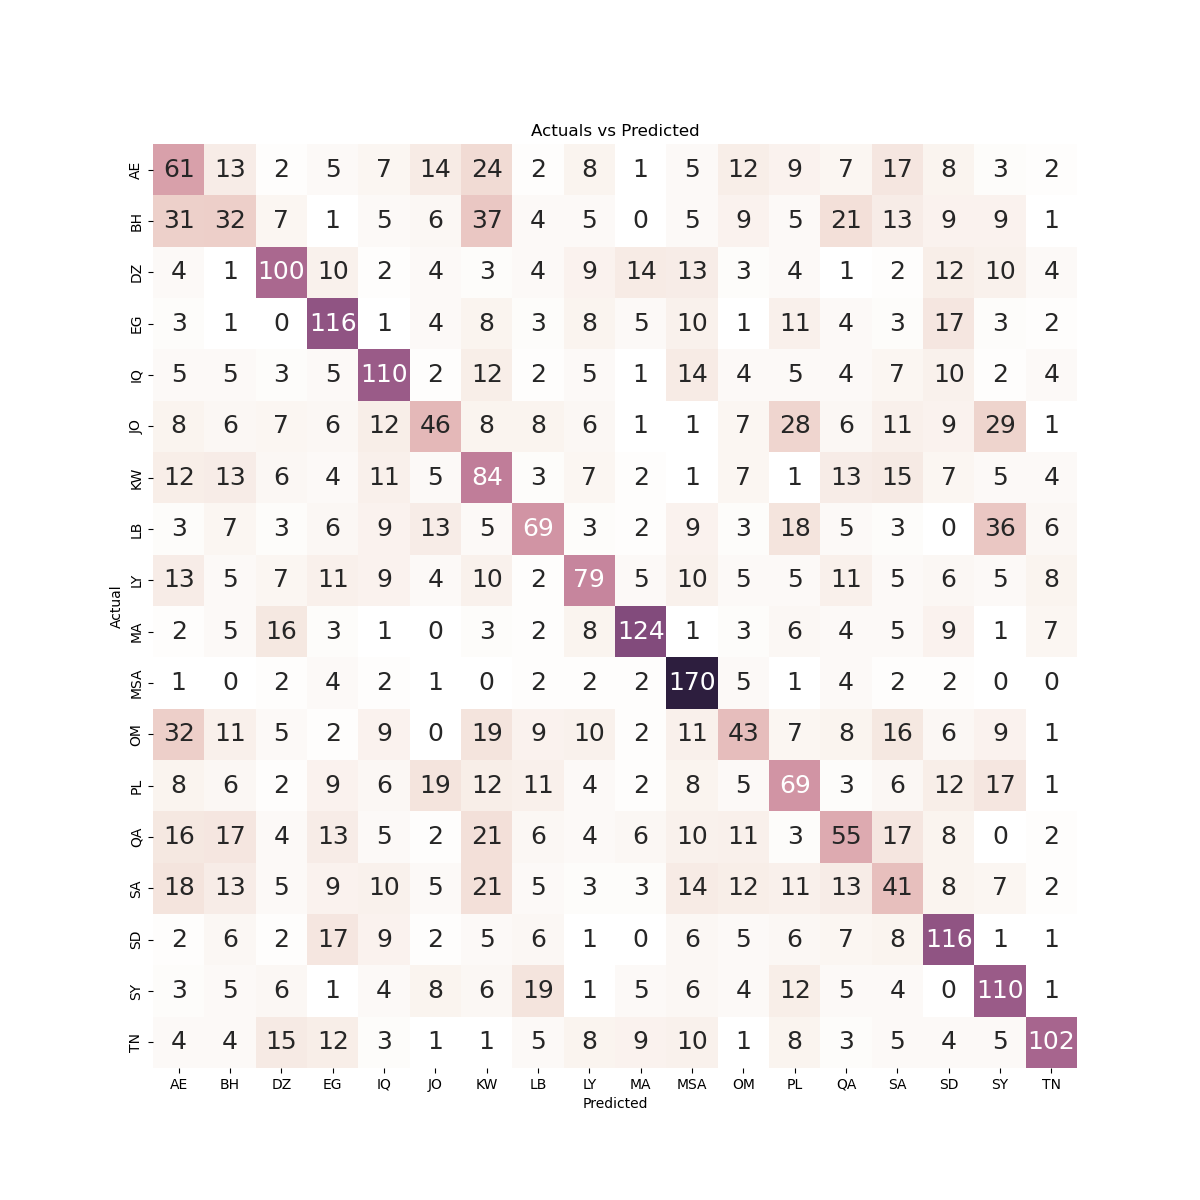 Actuals vs Predicted
AE 61 13 2 5 7 14 24 2 8 1 5 12 9 7 17 8 3 2
BH 31 32 7 1 5 6 37 4 5 0 5 9 5 21 13 9 9 1
DZ 4 1 100 10 2 4 3 4 9 14 13 3 4 1 2 12 10 4
EG 3 1 0 116 1 4 8 3 8 5 10 1 11 4 3 17 3 2
IQ 5 5 3 5 110 2 12 2 5 1 14 4 5 4 7 10 2 4
JO 8 6 7 6 12 46 8 8 6 1 1 7 28 6 11 9 29 1
KW 12 13 6 4 11 5 84 3 7 2 1 7 1 13 15 7 5 4
LB 3 7 3 6 9 13 5 69 3 2 9 3 18 5 3 0 36 6
LY 13 5 7 11 9 4 10 2 79 5 10 5 5 11 5 6 5 8
Actual
MA 2 5 16 3 1 0 3 2 8 124 1 3 6 4 5 9 1 7
MSA 1 0 2 4 2 1 0 2 2 2 170 5 1 4 2 2 0 0
OM 32 11 5 2 9 0 19 9 10 2 11 43 7 8 16 6 9 1
PL 8 6 2 9 6 19 12 11 4 2 8 5 69 3 6 12 17 1
QA 16 17 4 13 5 2 21 6 4 6 10 11 3 55 17 8 0 2
SA 18 13 5 9 10 5 21 5 3 3 14 12 11 13 41 8 7 2
SD 2 6 2 17 9 2 5 6 1 0 6 5 6 7 8 116 1 1
SY 3 5 6 1 4 8 6 19 1 5 6 4 12 5 4 0 110 1
TN 4 4 15 12 3 1 1 5 8 9 10 1 8 3 5 4 5 102
AE BH DZ EG IQ JO KW LB LY MA MSA OM PL QA SA SD SY TN
Predicted